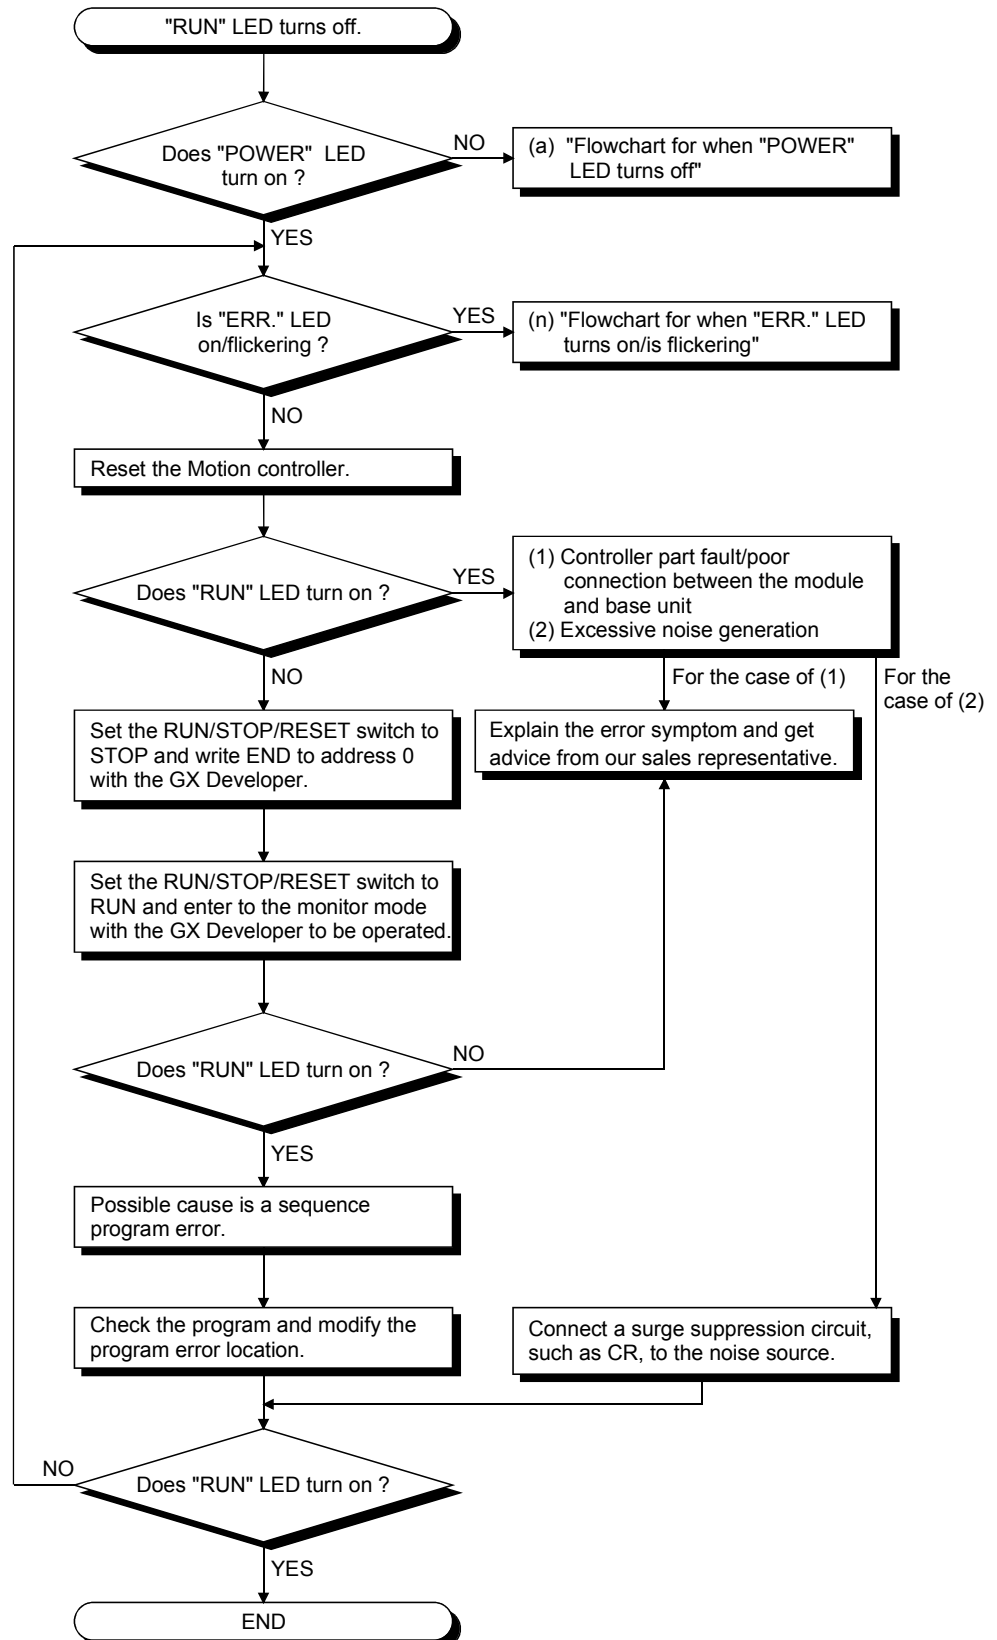 "RUN" LED turns off.
Does "POWER" LED
turn on ?
NO
(a) "Flowchart for when "POWER"
LED turns off"
YES
Is "ERR." LED
on/flickering ?
YES
(n) "Flowchart for when "ERR." LED
turns on/is flickering"
NO
Reset the Motion controller.
Does "RUN" LED turn on ?
YES
(1) Controller part fault/poor
connection between the module
and base unit
(2) Excessive noise generation
NO
For the case of (1)
For the
case of (2)
Set the RUN/STOP/RESET switch to
STOP and write END to address 0
with the GX Developer.
Explain the error symptom and get
advice from our sales representative.
Set the RUN/STOP/RESET switch to
RUN and enter to the monitor mode
with the GX Developer to be operated.
Does "RUN" LED turn on ?
NO
YES
Possible cause is a sequence
program error.
Check the program and modify the
program error location.
Connect a surge suppression circuit,
such as CR, to the noise source.
NO
Does "RUN" LED turn on ?
YES
END